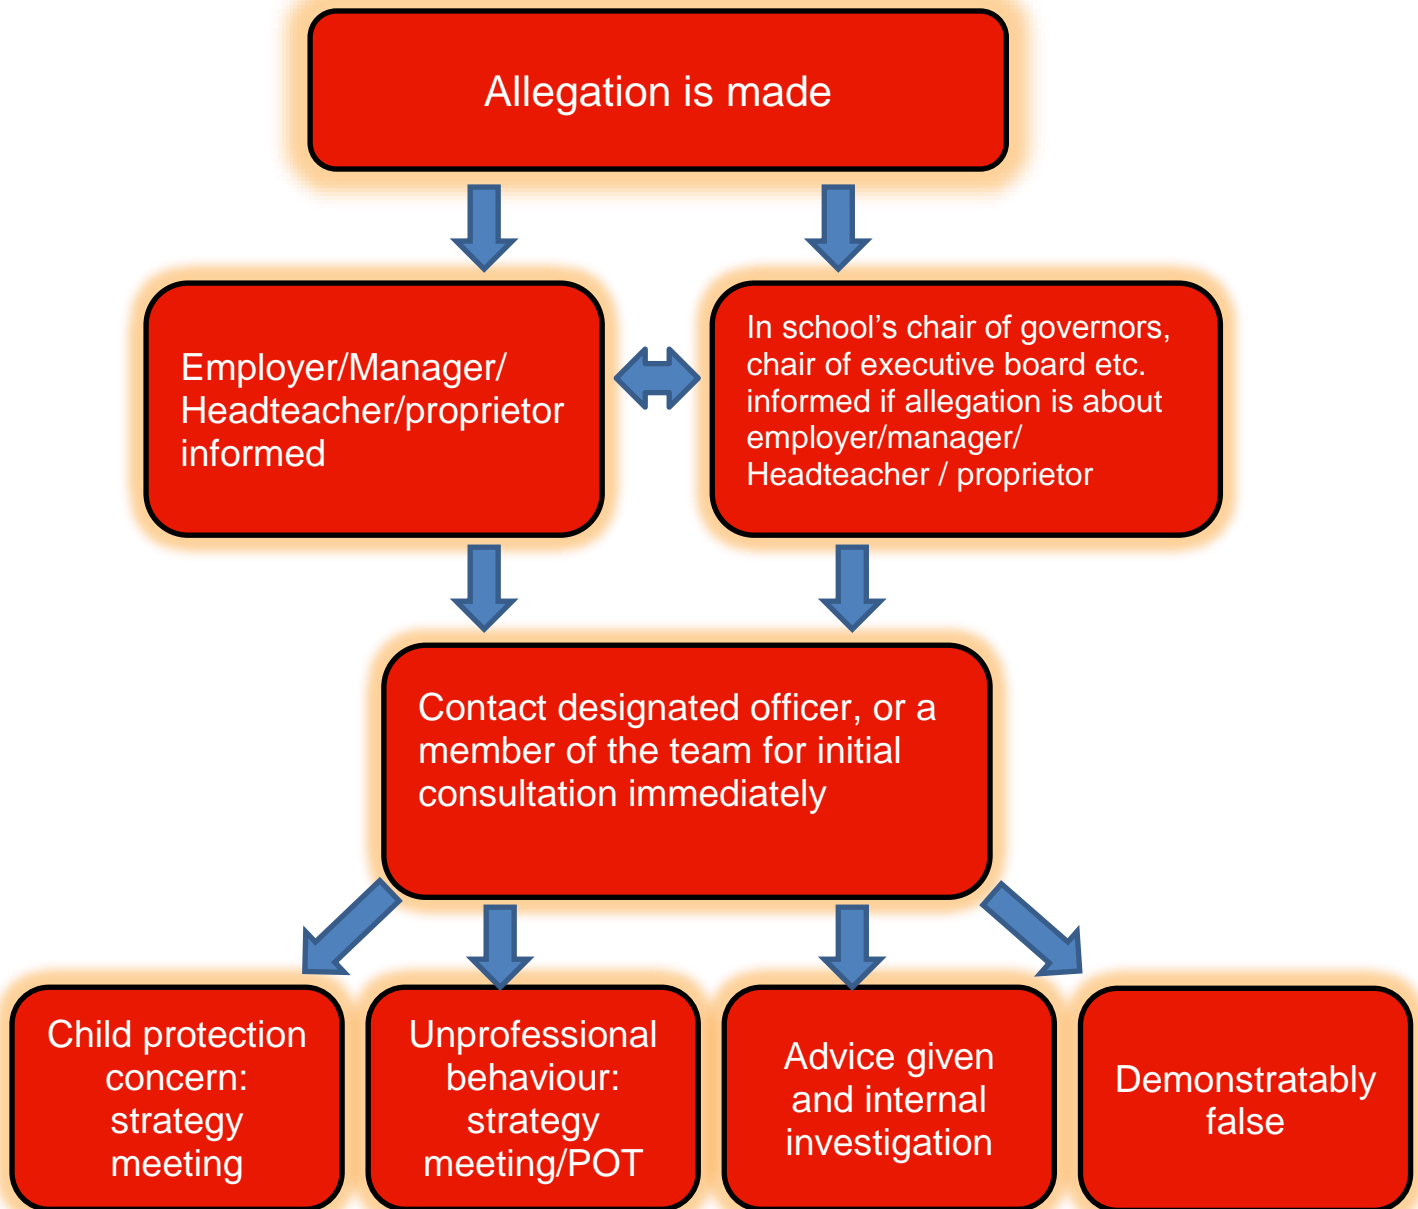 Allegation is made
Employer/Manager/
Headteacher/proprietor
informed
In school’s chair of governors,
chair of executive board etc.
informed if allegation is about
employer/manager/
Headteacher / proprietor
Contact designated officer, or a
member of the team for initial
consultation immediately
Child protection
concern:
strategy
meeting
Unprofessional
behaviour:
strategy
meeting/POT
Advice given
and internal
investigation
Demonstratably
false